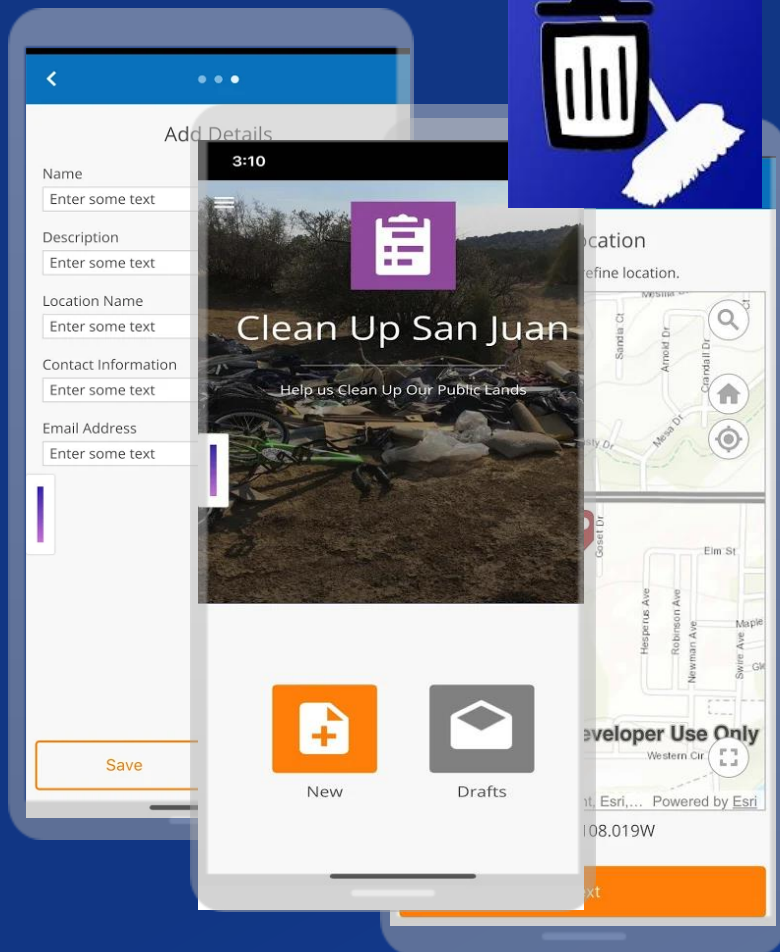 Add Details
Name
Enter some text
Description
Enter some text
Location Name
Enter some text
Contact Information
Enter some text
Email Address
Enter some text
Save
3:10
Clean Up San Juan
Help us Clean Up Our Public Lands
New
Drafts
ocation
efine location.
Sandia Ct
Arnold Dr
Crandall Dr
Mesa Dr
sty Dr
Goset Dr
Elm St
Hesperus Ave
Robinson Ave
Newman Ave
Swire Ave
Maple
Western Cir
eveloper Use Only
nt, Esri,... Powered by Esri
108.019W
xt